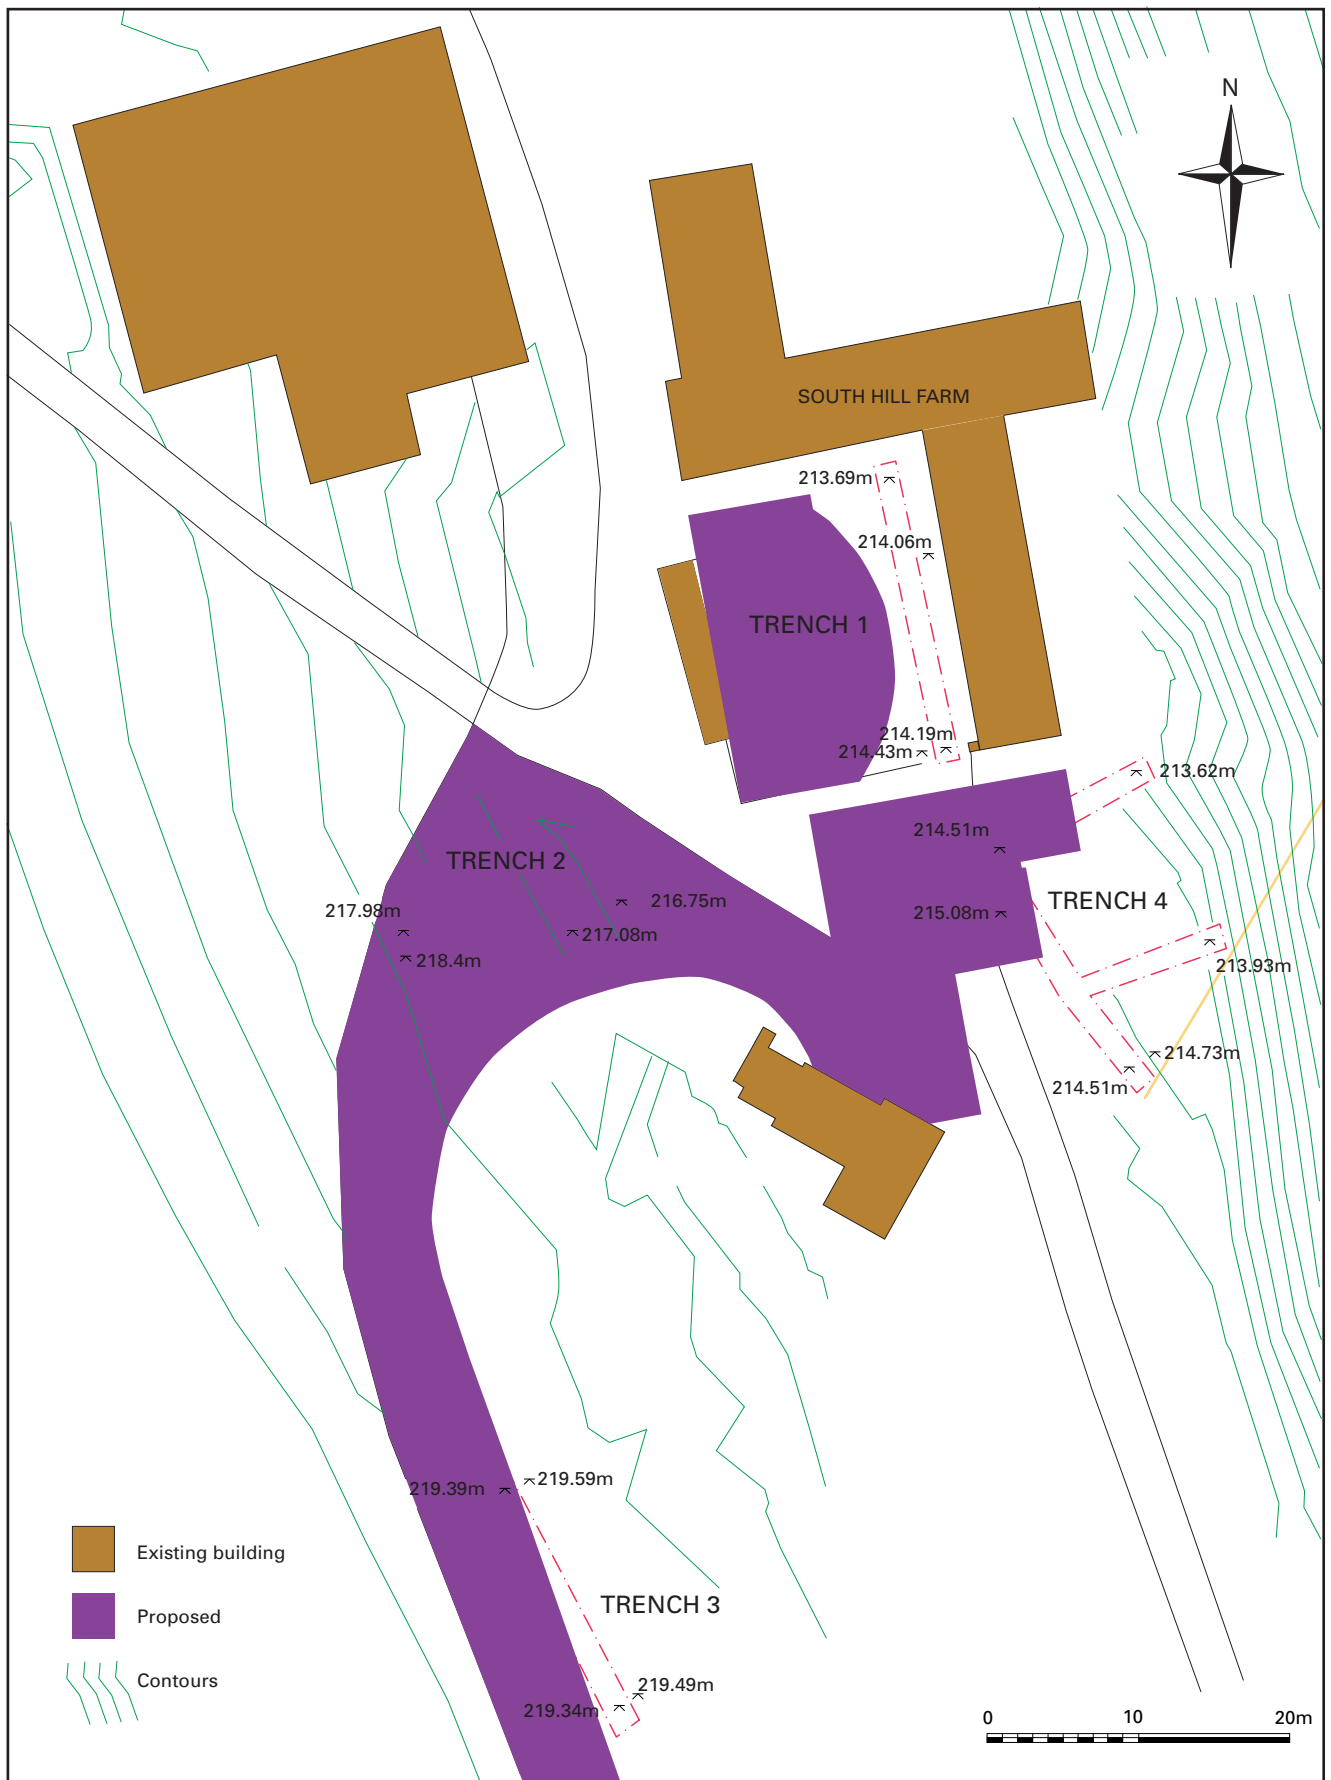 N
SOUTH HILL FARM
213.69m
214.06m
TRENCH 1
214.19m
214.43m
213.62m
214.51m
TRENCH 2
TRENCH 4
216.75m
217.98m
215.08m
217.08m
218.4m
213.93m
214.73m
214.51m
219.59m
219.39m
Existing building
TRENCH 3
Proposed
Contours
219.49m
219.34m
0 10 20m